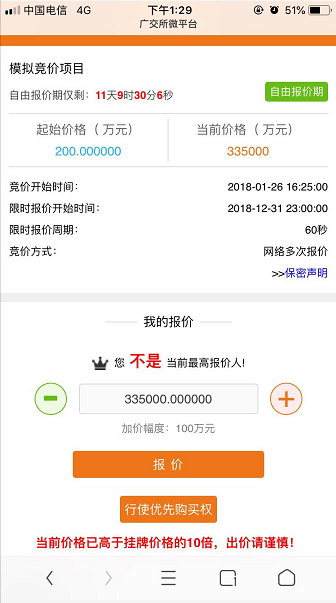 中国电信 4G 下午1:29 51%
广交所微平台
模拟竞价项目
自由报价期仅剩：11天9时30分6秒 自由报价期
起始价格（万元） 当前价格（万元）
200.000000 335000
竞价开始时间： 2018-01-26 16:25:00
限时报价开始时间： 2018-12-31 23:00:00
限时报价周期： 60秒
竞价方式： 网络多次报价
>>保密声明
我的报价
您 不是 当前最高报价人!
335000.000000
加价幅度：100万元
报 价
行使优先购买权
当前价格已高于挂牌价格的10倍，出价请谨慎！